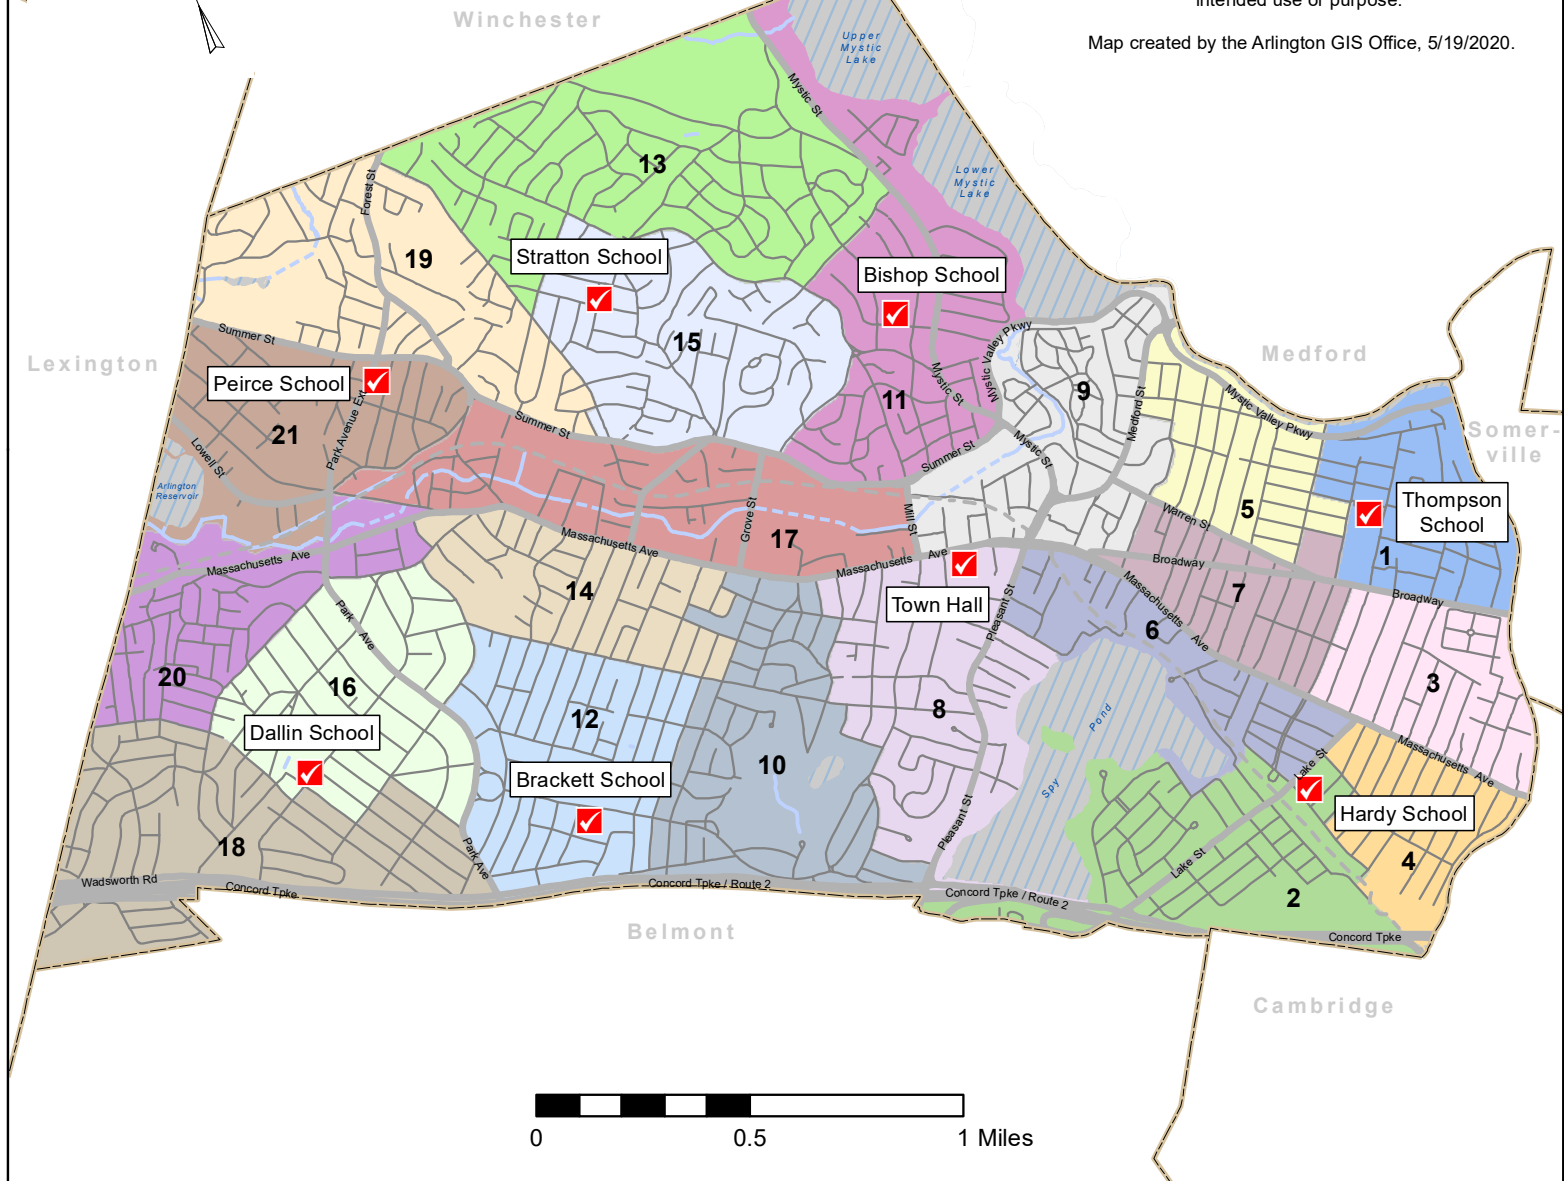 intended use or purpose.
Winchester
Map created by the Arlington GIS Office, 5/19/2020.
Upper
Mystic
Lake
Mystic St
13
Lower
Mystic
Lake
Forest St
19
Stratton School
Bishop School
15
Summer St
Lexington
Peirce School
Mystic Valley Pkwy
Medford
Mystic St
11
9
Medford St
Mystic Valley Pkwy
21
Park Avenue Ext
Lowell St
Summer St
Summer St
Mystic St
Somer-
ville
Arlington
Reservoir
Thompson
School
5
1
Mill St
Grove St
17
Warren St
Massachusetts Ave
Massachusetts Ave
Massachusetts Ave
Broadway
Town Hall
Pleasant St
Massachusetts Ave
7
Broadway
14
Park Ave
6
20
16
3
8
12
Dallin School
Pond
Spy
10
Brackett School
Lake St
Massachusetts Ave
Hardy School
Pleasant St
18
Park Ave
Lake St
4
Wadsworth Rd
Concord Tpke
Concord Tpke / Route 2
Concord Tpke / Route 2
2
Concord Tpke
Belmont
Cambridge
0
0.5
1 Miles